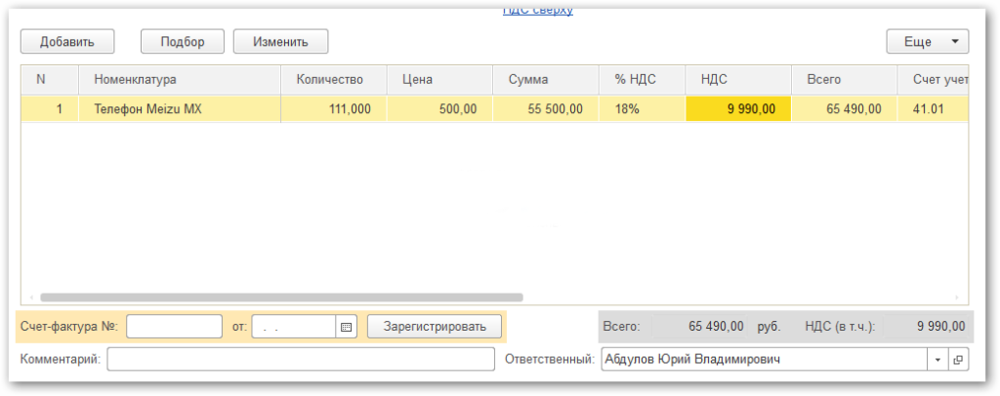 НДС сверху
Добавить Подбор Изменить Еще
N Номенклатура Количество Цена Сумма % НДС НДС Всего Счет учет
1 Телефон Meizu MX 111,000 500,00 55 500,00 18% 9 990,00 65 490,00 41.01
Счет-фактура №: от: . . Зарегистрировать Всего: 65 490,00 руб. НДС (в т.ч.): 9 990,00
Комментарий: Ответственный: Абдулов Юрий Владимирович